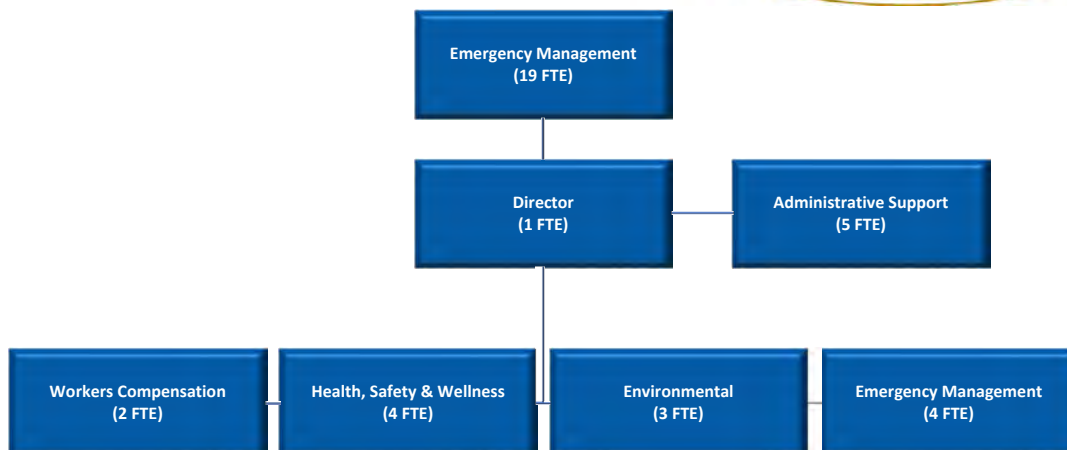 Emergency Management
(19 FTE)
Director
(1 FTE)
Administrative Support
(5 FTE)
Workers Compensation
(2 FTE)
Health, Safety & Wellness
(4 FTE)
Environmental
(3 FTE)
Emergency Management
(4 FTE)